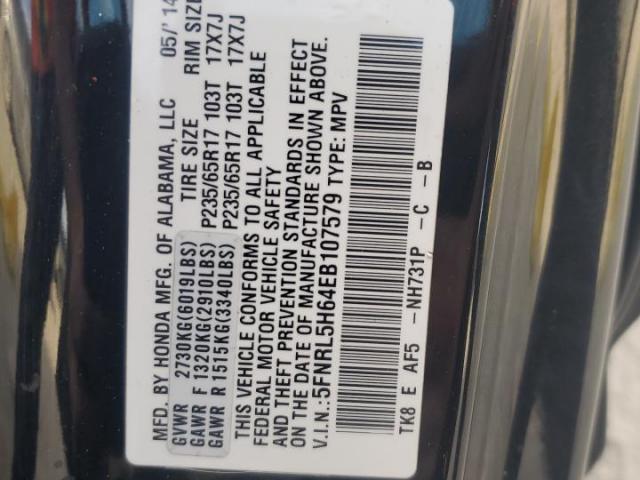 MFD. BY HONDA MFG. OF ALABAMA, LLC 05/'14
GVWR 2730KG(6019LBS) TIRE SIZE RIM SIZE
GAWR F 1320KG(2910LBS) P235/65R17 103T 17X7J
GAWR R 1515KG(3340LBS) P235/65R17 103T 17X7J
THIS VEHICLE CONFORMS TO ALL APPLICABLE
FEDERAL MOTOR VEHICLE SAFETY
AND THEFT PREVENTION STANDARDS IN EFFECT
ON THE DATE OF MANUFACTURE SHOWN ABOVE.
V.I.N.:5FNRL5H64EB107579 TYPE: MPV
TK8 E AF5 -NH731P -C -B